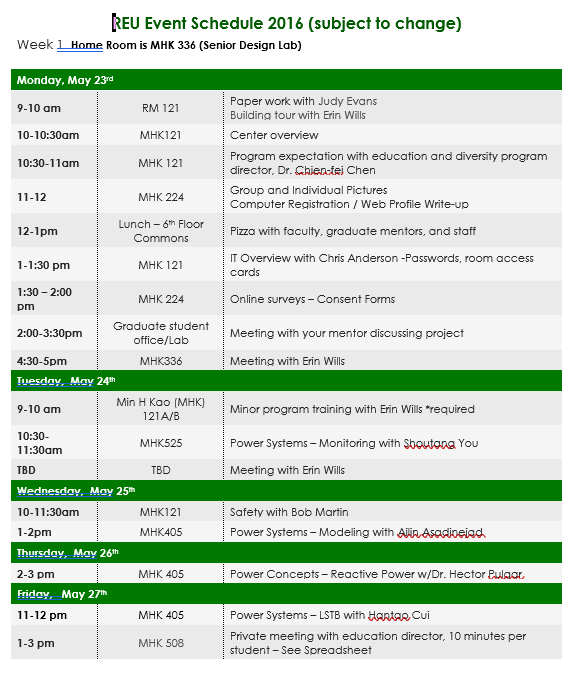 REU Event Schedule 2016 (subject to change)
Week 1 Home Room is MHK 336 (Senior Design Lab)
Monday, May 23rd
9-10 am RM 121 Paper work with Judy Evans
Building tour with Erin Wills
10-10:30am MHK121 Center overview
10:30-11am MHK 121 Program expectation with education and diversity program
director, Dr. Chien-fei Chen
11-12 MHK 224 Group and Individual Pictures
Computer Registration / Web Profile Write-up
12-1pm Lunch – 6th Floor
Commons Pizza with faculty, graduate mentors, and staff
1-1:30 pm MHK 121 IT Overview with Chris Anderson -Passwords, room access
cards
1:30 – 2:00
pm MHK 224 Online surveys – Consent Forms
2:00-3:30pm Graduate student
office/Lab Meeting with your mentor discussing project
4:30-5pm MHK336 Meeting with Erin Wills
Tuesday, May 24th
9-10 am Min H Kao (MHK)
121A/B Minor program training with Erin Wills *required
10:30-
11:30am MHK525 Power Systems – Monitoring with Shoutang You
TBD TBD Meeting with Erin Wills
Wednesday, May 25th
10-11:30am MHK121 Safety with Bob Martin
1-2pm MHK405 Power Systems – Modeling with Ailin Asadinejad
Thursday, May 26th
2-3 pm MHK 405 Power Concepts – Reactive Power w/Dr. Hector Pulgar
Friday, May 27th
11-12 pm MHK 405 Power Systems – LSTB with Hantao Cui
1-3 pm MHK 508 Private meeting with education director, 10 minutes per
student – See Spreadsheet